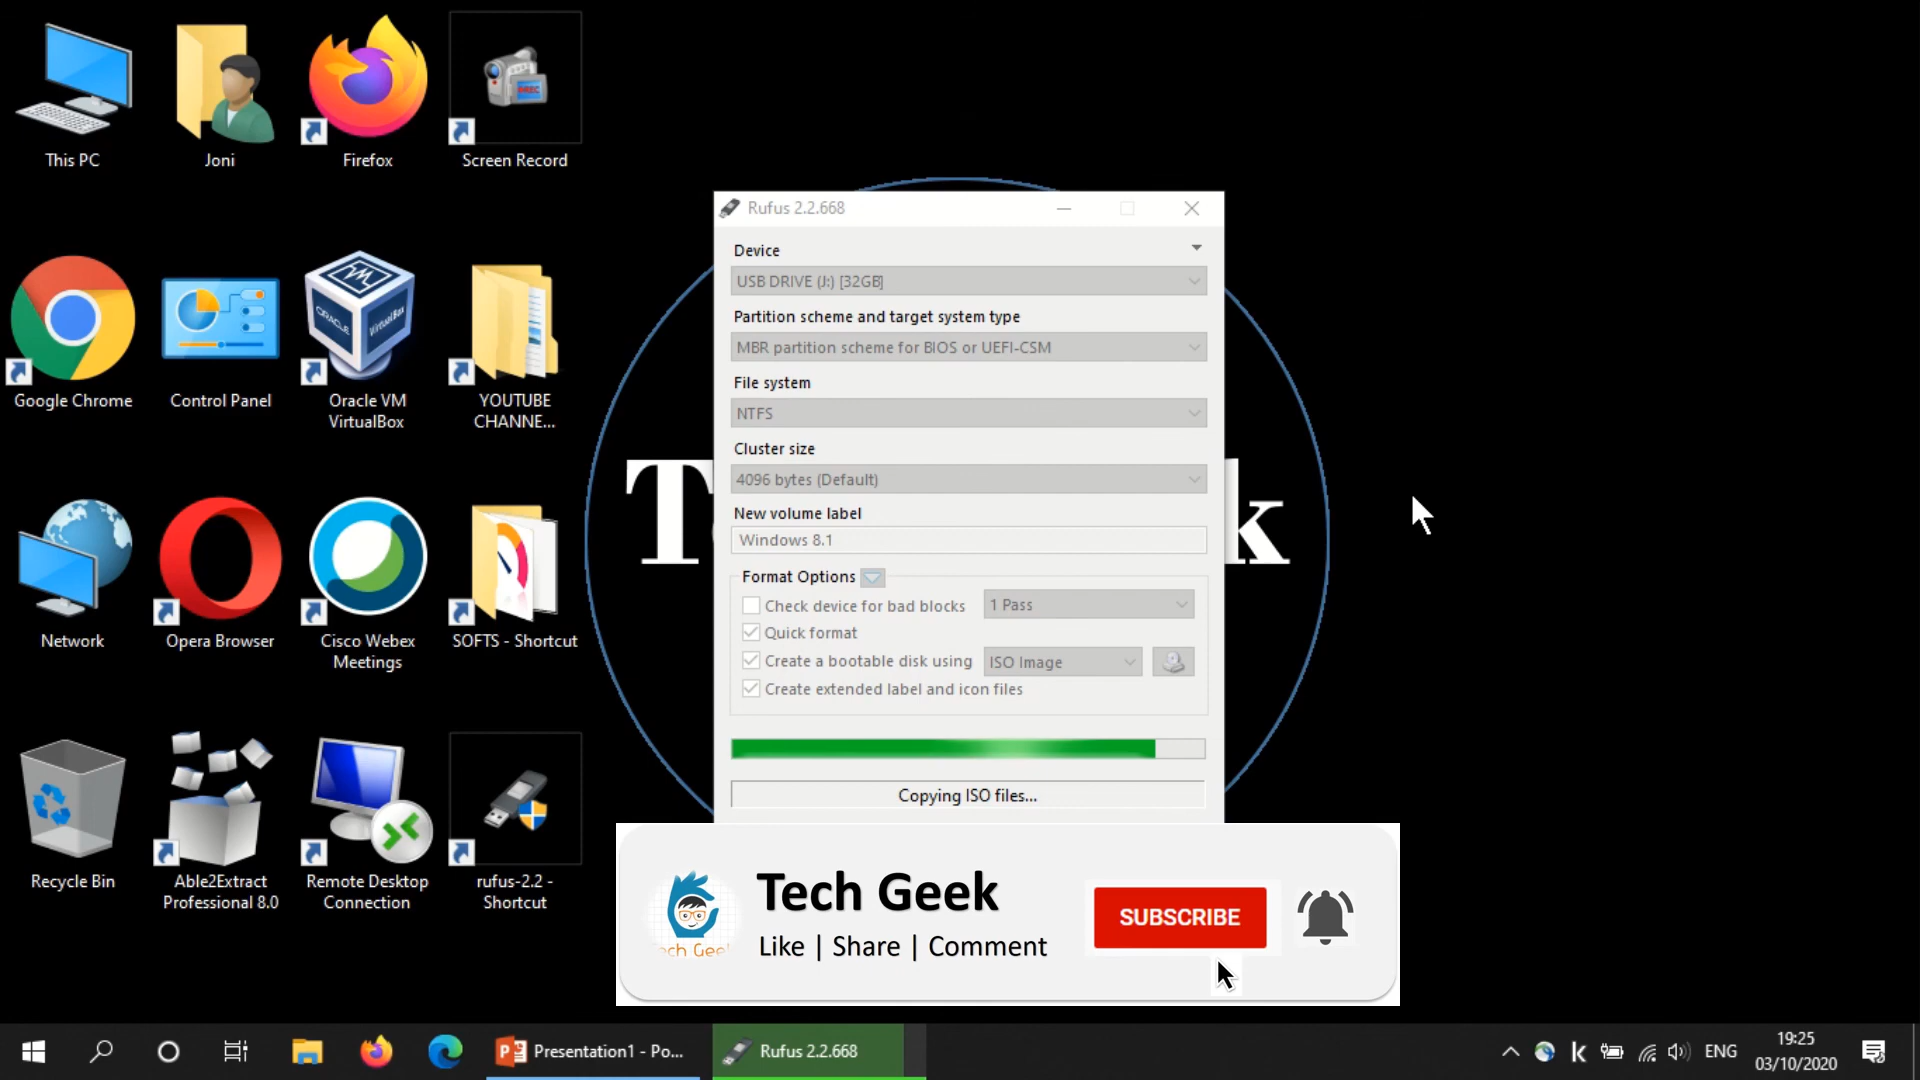 This PC
Joni
Firefox
Screen Record
Google Chrome
Control Panel
Oracle VM
VirtualBox
YOUTUBE
CHANNE...
Network
Opera Browser
Cisco Webex
Meetings
SOFTS - Shortcut
Recycle Bin
Able2Extract
Professional 8.0
Remote Desktop
Connection
rufus-2.2 -
Shortcut
REC
ORACLE
VM
VirtualBox
T
k
Rufus 2.2.668
Device
USB DRIVE (J:) [32GB]
Partition scheme and target system type
MBR partition scheme for BIOS or UEFI-CSM
File system
NTFS
Cluster size
4096 bytes (Default)
New volume label
Windows 8.1
Format Options
Check device for bad blocks
1 Pass
Quick format
Create a bootable disk using
ISO Image
Create extended label and icon files
Copying ISO files...
ech Gee
Tech Geek
Like | Share | Comment
SUBSCRIBE
Presentation1 - Po...
Rufus 2.2.668
ENG
19:25
03/10/2020